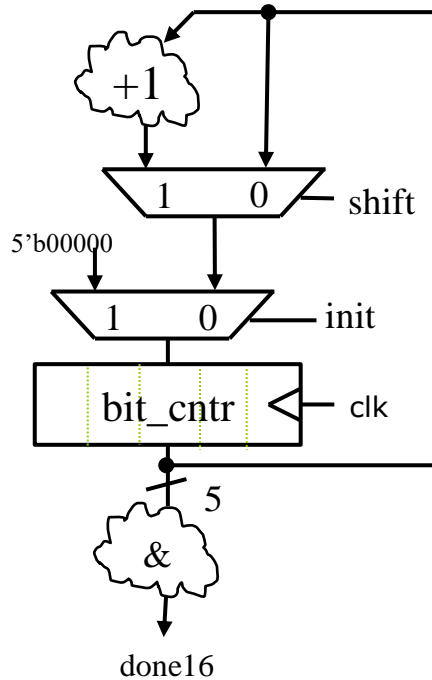 +1
1 0
shift
5'b00000
1 0
init
bit_cntr
clk
5
&
done16